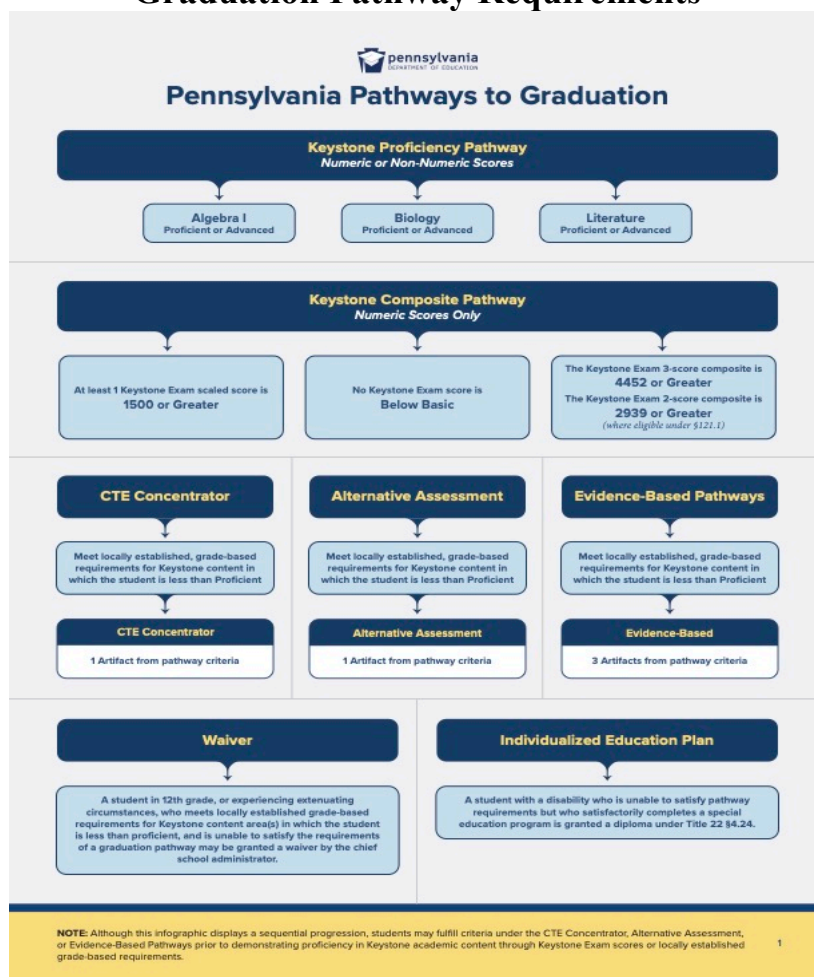 Graduation Pathway Requirements
pennsylvania
DEPARTMENT OF EDUCATION
Pennsylvania Pathways to Graduation
Keystone Proficiency Pathway
Numeric or Non-Numeric Scores
Algebra I
Proficient or Advanced
Biology
Proficient or Advanced
Literature
Proficient or Advanced
Keystone Composite Pathway
Numeric Scores Only
At least 1 Keystone Exam scaled score is
1500 or Greater
No Keystone Exam score is
Below Basic
The Keystone Exam 3-score composite is
4452 or Greater
The Keystone Exam 2-score composite is
2939 or Greater
(where eligible under §121.1)
CTE Concentrator
Meet locally established, grade-based
requirements for Keystone content in
which the student is less than Proficient
CTE Concentrator
1 Artifact from pathway criteria
Alternative Assessment
Meet locally established, grade-based
requirements for Keystone content in
which the student is less than Proficient
Alternative Assessment
1 Artifact from pathway criteria
Evidence-Based Pathways
Meet locally established, grade-based
requirements for Keystone content in
which the student is less than Proficient
Evidence-Based
3 Artifacts from pathway criteria
Waiver
A student in 12th grade, or experiencing extenuating
circumstances, who meets locally established grade-based
requirements for Keystone content area(s) in which the student
is less than proficient, and is unable to satisfy the requirements
of a graduation pathway may be granted a waiver by the chief
school administrator.
Individualized Education Plan
A student with a disability who is unable to satisfy pathway
requirements but who satisfactorily completes a special
education program is granted a diploma under Title 22 §4.24.
NOTE: Although this infographic displays a sequential progression, students may fulfill criteria under the CTE Concentrator, Alternative Assessment,
or Evidence-Based Pathways prior to demonstrating proficiency in Keystone academic content through Keystone Exam scores or locally established
grade-based requirements.
1